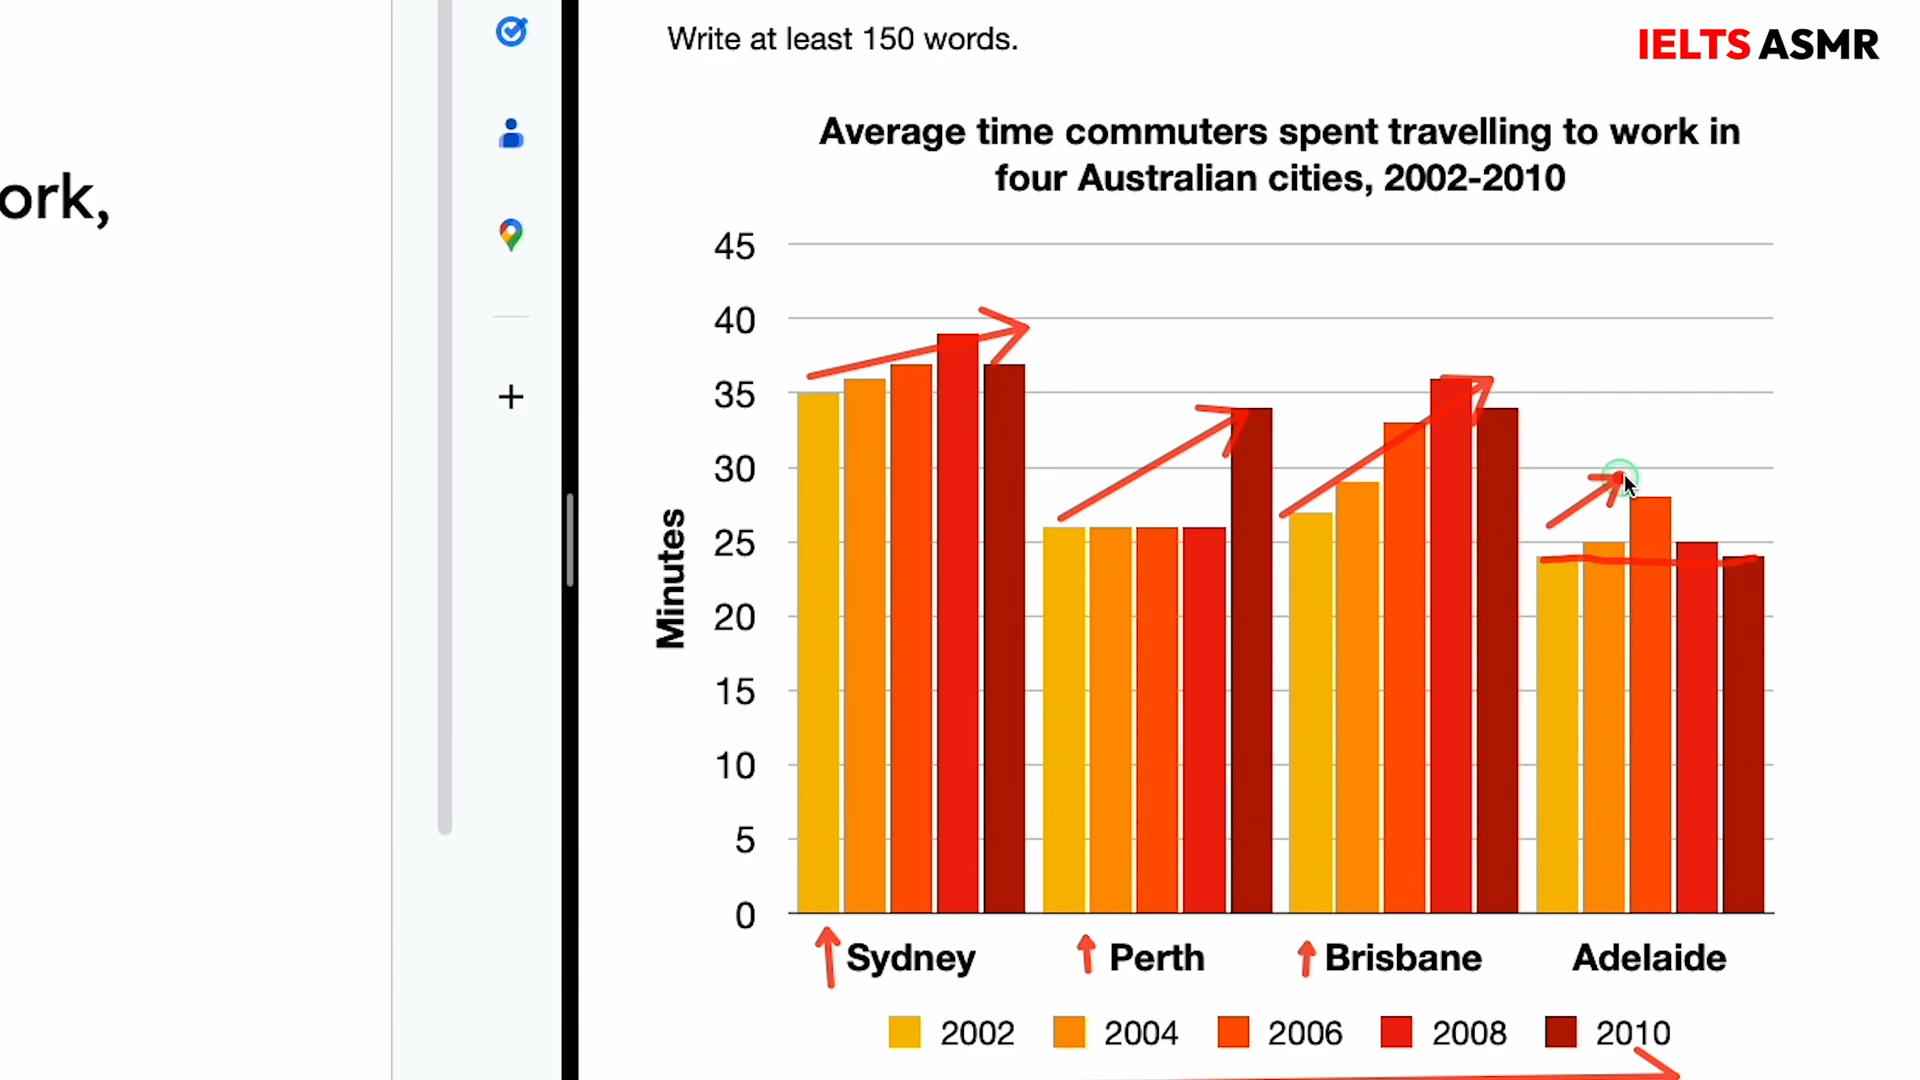 ork,
Write at least 150 words.
IELTS ASMR
Average time commuters spent travelling to work in
four Australian cities, 2002-2010
Minutes
45
40
35
30
25
20
15
10
5
0
Sydney Perth Brisbane Adelaide
2002 2004 2006 2008 2010